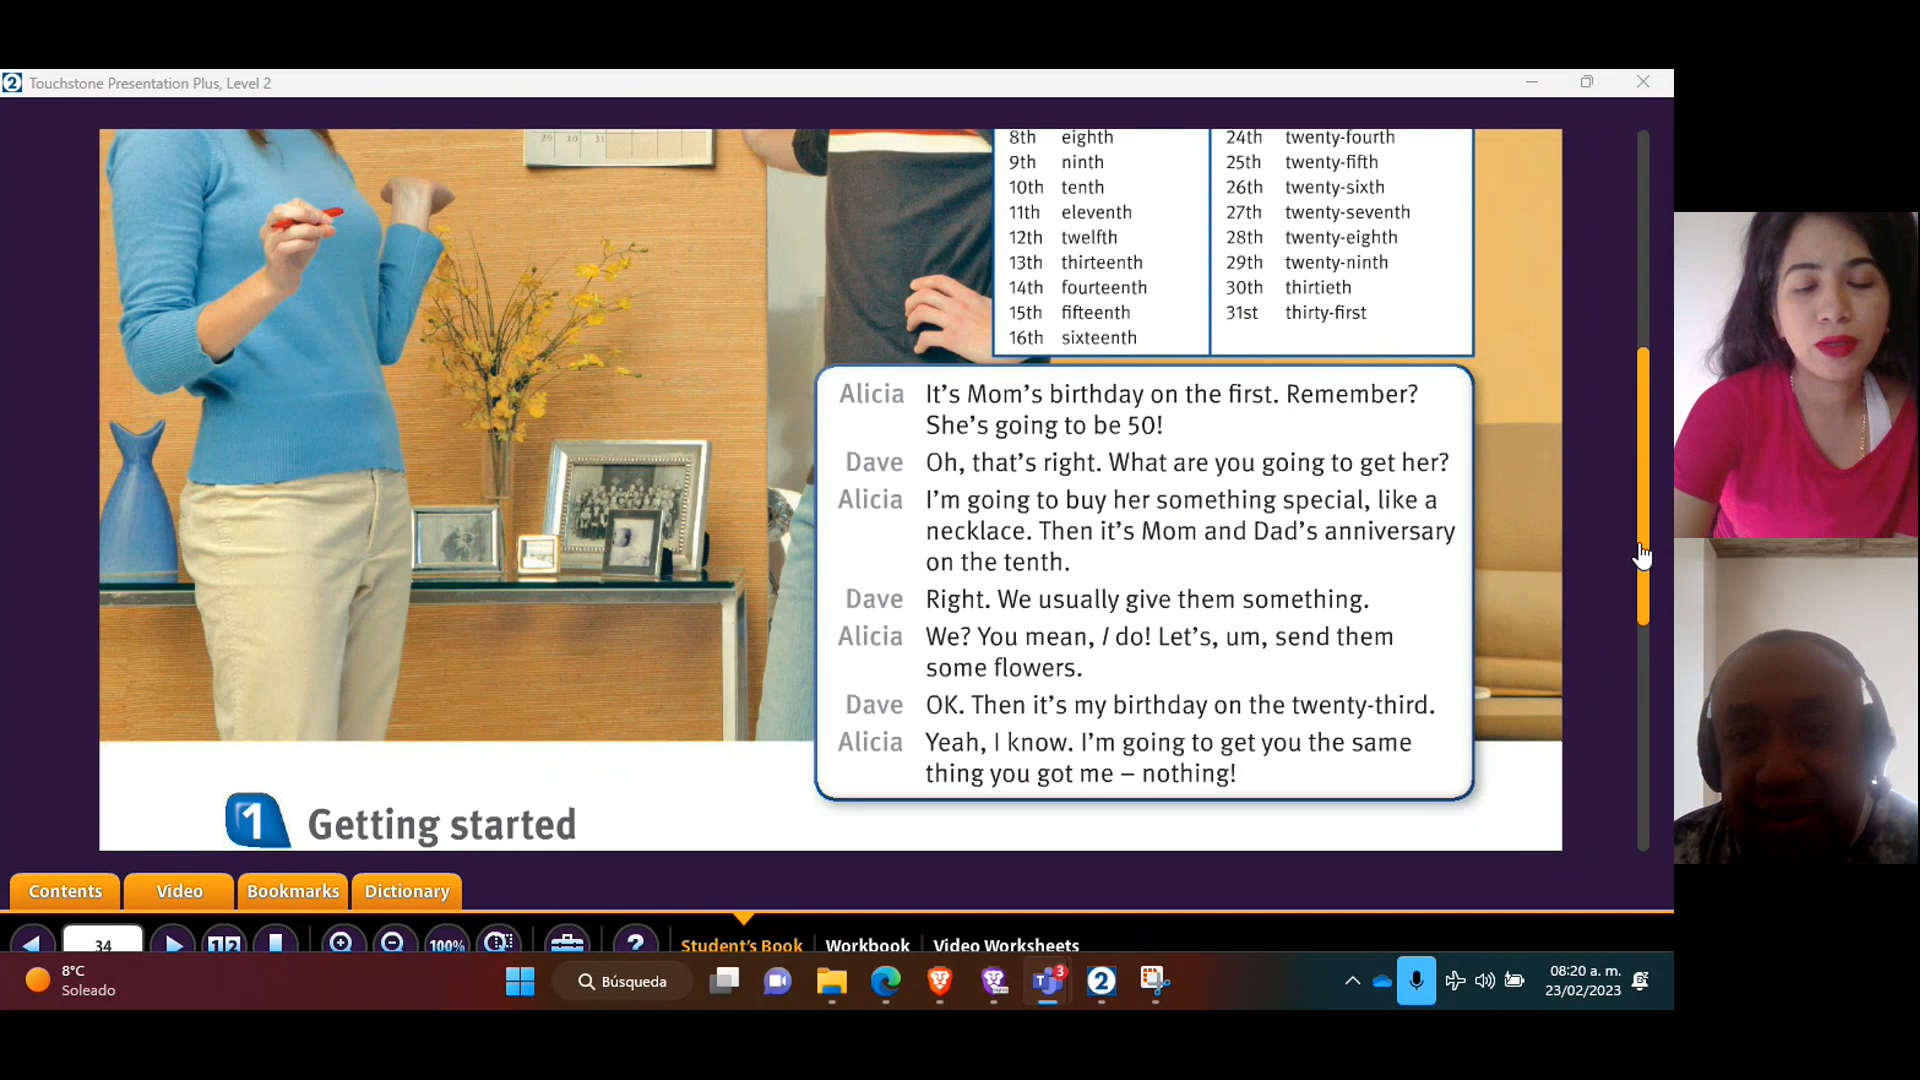 Touchstone Presentation Plus, Level 2
29 30 31
8th eighth
9th ninth
10th tenth
11th eleventh
12th twelfth
13th thirteenth
14th fourteenth
15th fifteenth
16th sixteenth
24th twenty-fourth
25th twenty-fifth
26th twenty-sixth
27th twenty-seventh
28th twenty-eighth
29th twenty-ninth
30th thirtieth
31st thirty-first
Alicia It's Mom's birthday on the first. Remember?
She's going to be 50!
Dave Oh, that's right. What are you going to get her?
Alicia I'm going to buy her something special, like a
necklace. Then it's Mom and Dad's anniversary
on the tenth.
Dave Right. We usually give them something.
Alicia We? You mean, I do! Let's, um, send them
some flowers.
Dave OK. Then it's my birthday on the twenty-third.
Alicia Yeah, I know. I'm going to get you the same
thing you got me – nothing!
1 Getting started
Contents Video Bookmarks Dictionary
34 12 100% ? Student's Book Workbook Video Worksheets
8°C
Soleado
Búsqueda
3
2
08:20 a. m.
23/02/2023